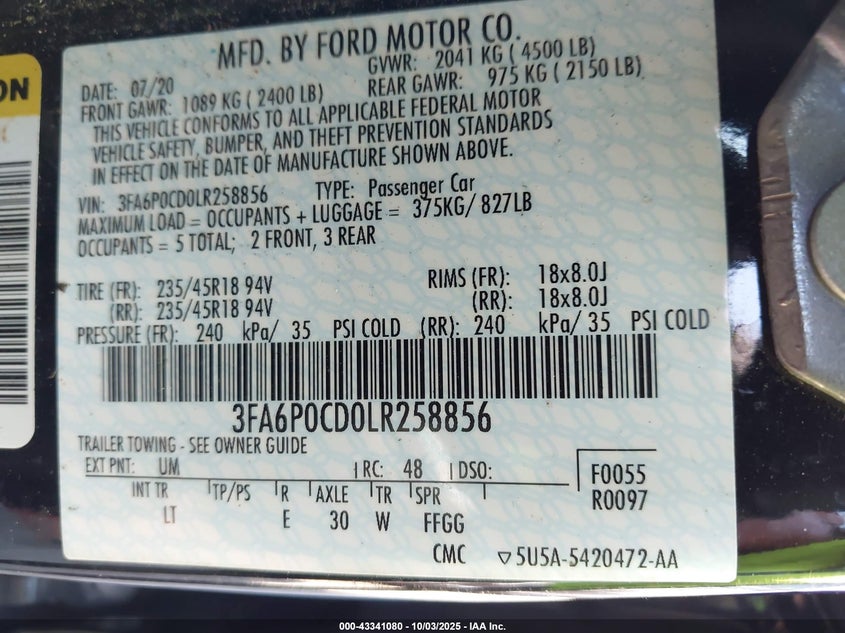 ON
MFD. BY FORD MOTOR CO.
DATE: 07/20 GVWR: 2041 KG ( 4500 LB)
FRONT GAWR: 1089 KG ( 2400 LB) REAR GAWR: 975 KG ( 2150 LB)
THIS VEHICLE CONFORMS TO ALL APPLICABLE FEDERAL MOTOR
VEHICLE SAFETY, BUMPER, AND THEFT PREVENTION STANDARDS
IN EFFECT ON THE DATE OF MANUFACTURE SHOWN ABOVE.
VIN: 3FA6P0CD0LR258856 TYPE: Passenger Car
MAXIMUM LOAD = OCCUPANTS + LUGGAGE = 375KG/ 827LB
OCCUPANTS = 5 TOTAL; 2 FRONT, 3 REAR
TIRE (FR): 235/45R18 94V RIMS (FR): 18x8.0J
(RR): 235/45R18 94V (RR): 18x8.0J
PRESSURE (FR): 240 kPa/ 35 PSI COLD (RR): 240 kPa/ 35 PSI COLD
3FA6P0CD0LR258856
TRAILER TOWING - SEE OWNER GUIDE
EXT PNT: UM RC: 48 DSO: F0055
INT TR TP/PS R AXLE TR SPR R0097
LT E 30 W FFGG
CMC ▽5U5A-5420472-AA
000-43341080 - 10/03/2025 - IAA Inc.